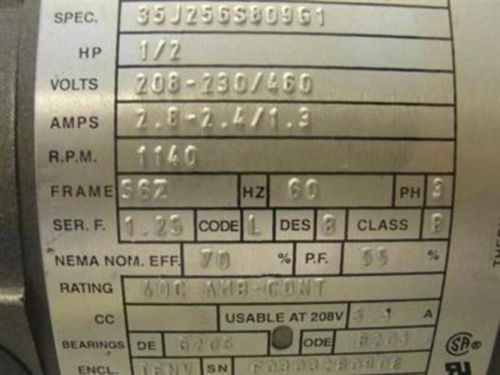 SPEC. 35J256S809G1
HP 1/2
VOLTS 208-230/460
AMPS 2.8-2.4/1.3
R.P.M. 1140
FRAME 56Z HZ 60 PH 3
SER. F. 1.25 CODE L DES B CLASS B
NEMA NOM. EFF. 70 % P.F. 55 %
RATING 40C AMB-CONT
CC USABLE AT 208V A
BEARINGS DE ODE 6203
ENCL. SN
SA